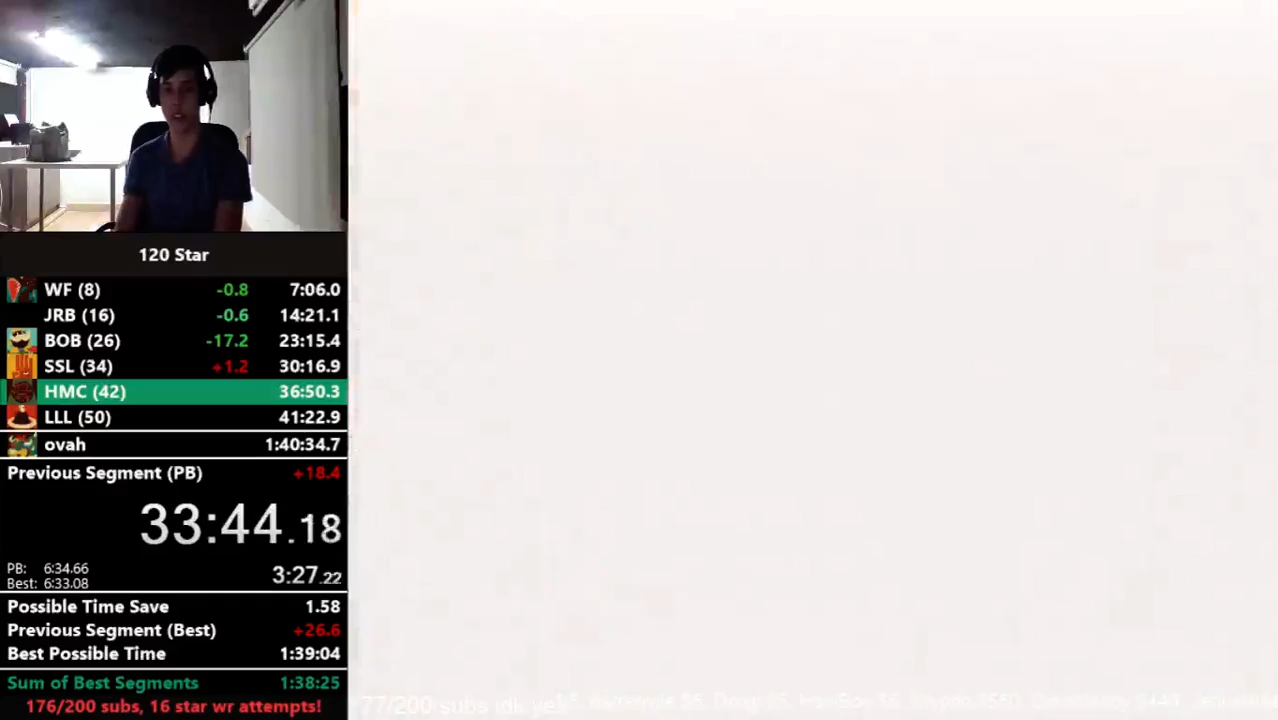 120 Star
WF (8) -0.8 7:06.0
JRB (16) -0.6 14:21.1
BOB (26) -17.2 23:15.4
SSL (34) +1.2 30:16.9
HMC (42) 36:50.3
LLL (50) 41:22.9
ovah 1:40:34.7
Previous Segment (PB) +18.4
33:44.18
PB: 6:34.66
Best: 6:33.08
3:27.22
Possible Time Save 1.58
Previous Segment (Best) +26.6
Best Possible Time 1:39:04
Sum of Best Segments 1:38:25
176/200 subs, 16 star wr attempts!
77/200 subs idk